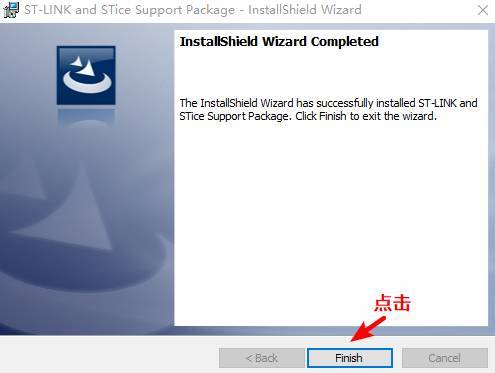 ST-LINK and STice Support Package - InstallShield Wizard
InstallShield Wizard Completed
The InstallShield Wizard has successfully installed ST-LINK and
STice Support Package. Click Finish to exit the wizard.
点击
< Back Finish Cancel